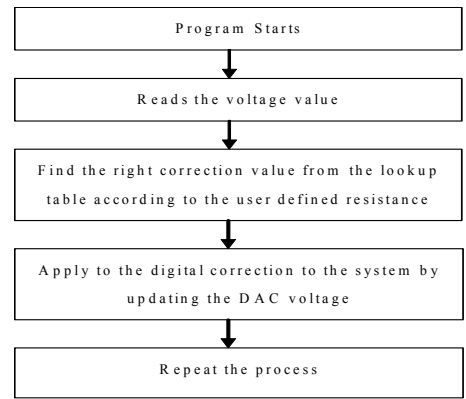 Program Starts
Reads the voltage value
Find the right correction value from the lookup
table according to the user defined resistance
Apply to the digital correction to the system by
updating the DAC voltage
Repeat the process